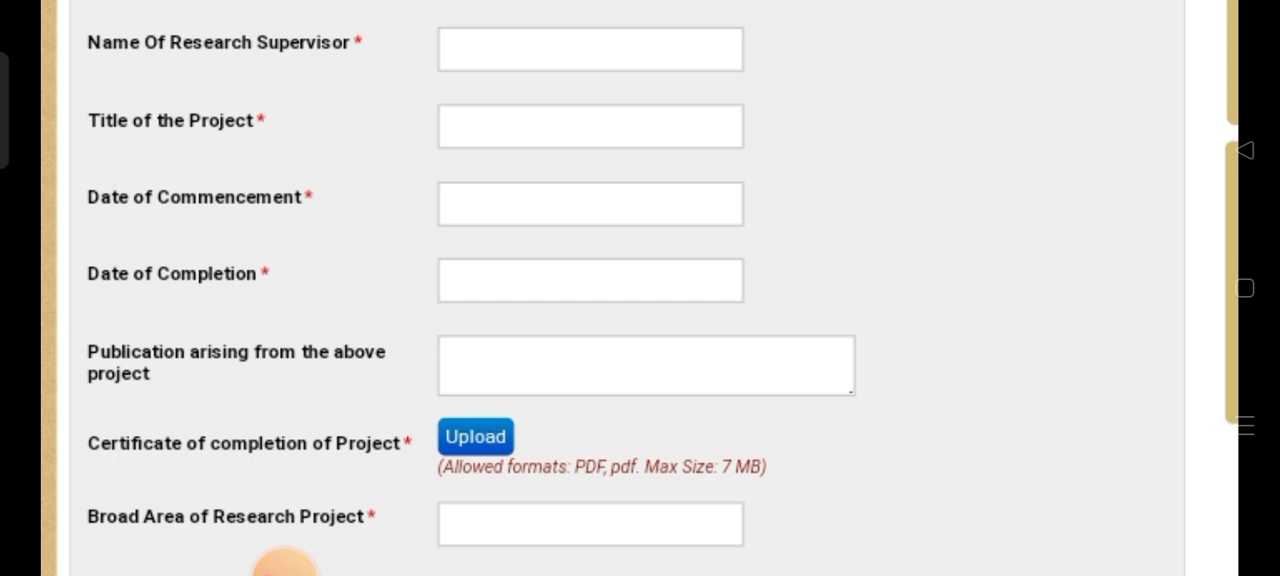 Name Of Research Supervisor *
Title of the Project *
Date of Commencement *
Date of Completion *
Publication arising from the above
project
Certificate of completion of Project *
Upload
(Allowed formats: PDF, pdf. Max Size: 7 MB)
Broad Area of Research Project *